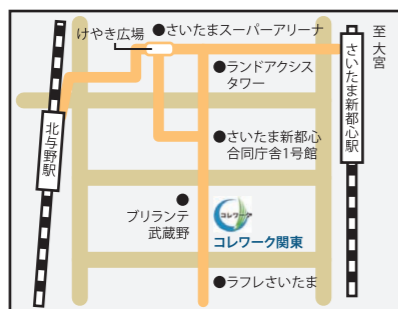 けやき広場
●さいたまスーパーアリーナ
至大宮
●ランドアクシス
タワー
さいたま新都心駅
北与野駅
●さいたま新都心
合同庁舎1号館
●
ブリランテ
武蔵野
コレワーク
コレワーク関東
●ラフレさいたま